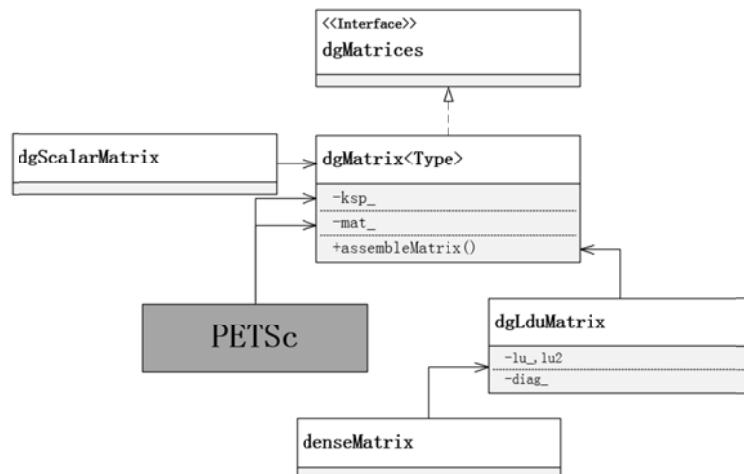 <<Interface>>
dgMatrices
dgScalarMatrix
dgMatrix<Type>
-ksp_
-mat_
+assembleMatrix()
PETSc
dgLduMatrix
-lu_,lu2
-diag_
denseMatrix